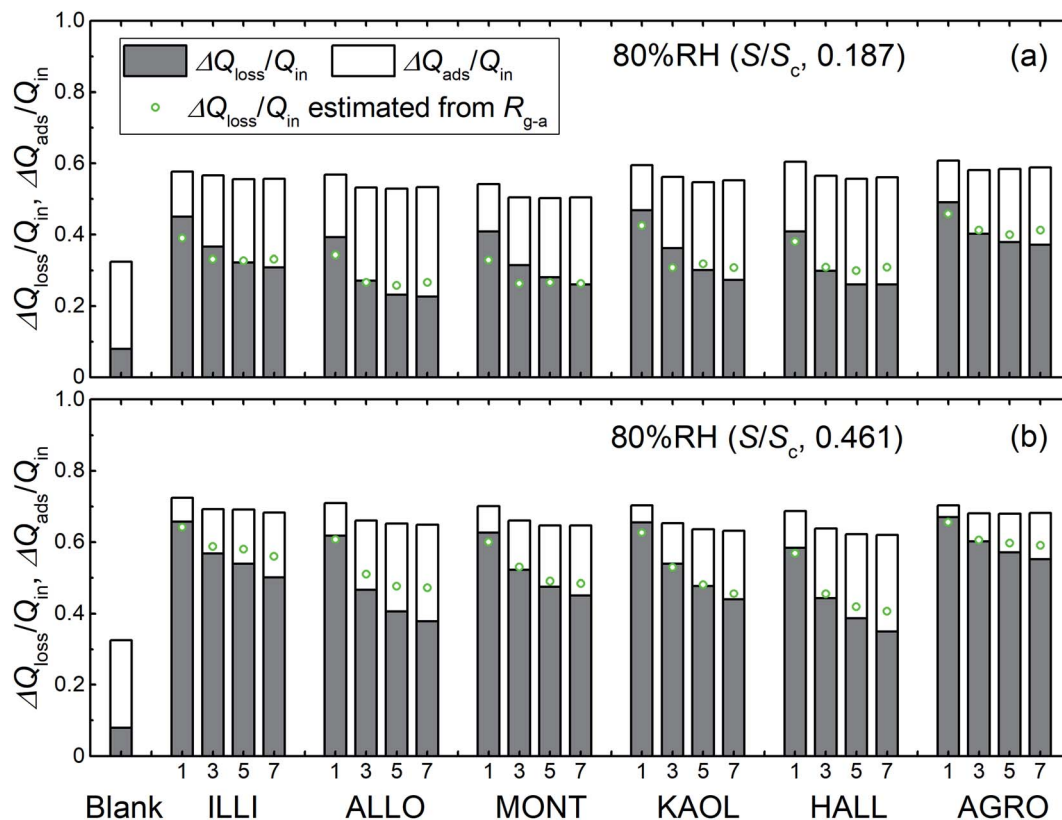 1.0
80%RH (S/Sc, 0.187)
(a)
ΔQloss/Qin
ΔQads/Qin
ΔQloss/Qin estimated from Rg-a
0.8
0.6
0.4
0.2
0
ΔQloss/Qin, ΔQads/Qin
1.0
80%RH (S/Sc, 0.461)
(b)
0.8
0.6
0.4
0.2
0
ΔQloss/Qin, ΔQads/Qin
1 3 5 7 1 3 5 7 1 3 5 7 1 3 5 7 1 3 5 7 1 3 5 7
Blank ILLI ALLO MONT KAOL HALL AGRO